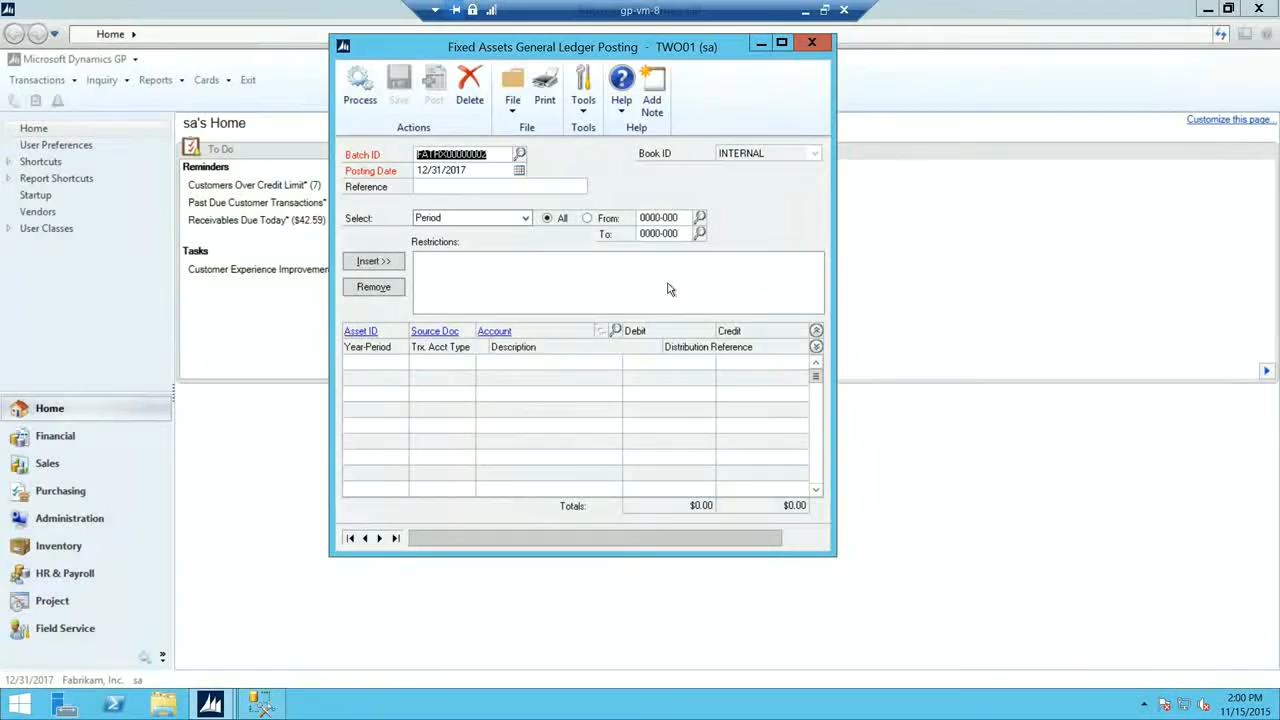 gp-vm-8
Fixed Assets General Ledger Posting - TWO01 (sa)
Home
Microsoft Dynamics GP
Transactions Inquiry Reports Cards Exit
Process Save Post Delete File Print Tools Help Add Note
Actions File Tools Help
Home
User Preferences
Shortcuts
Report Shortcuts
Startup
Vendors
User Classes
sa's Home
Customize this page...
To Do
Reminders
Customers Over Credit Limit* (7)
Past Due Customer Transactions*
Receivables Due Today* ($42.59)
Tasks
Customer Experience Improvemen
Batch ID FATRX00000002 Book ID INTERNAL
Posting Date 12/31/2017
Reference
Select: Period All From: 0000-000
To: 0000-000
Restrictions:
Insert >>
Remove
Asset ID Source Doc Account Debit Credit
Year-Period Trx. Acct Type Description Distribution Reference
Totals: $0.00 $0.00
Home
Financial
Sales
Purchasing
Administration
Inventory
HR & Payroll
Project
Field Service
12/31/2017 Fabrikam, Inc. sa
2:00 PM
11/15/2015